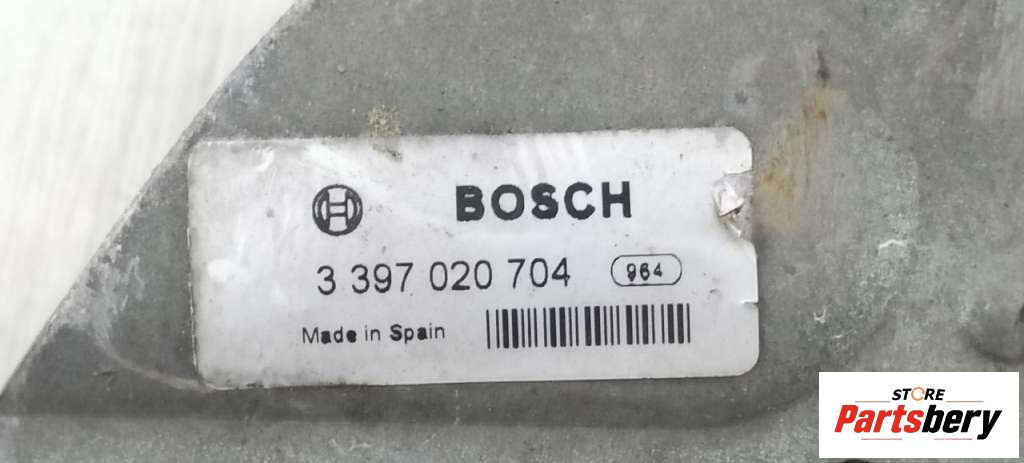 BOSCH
3 397 020 704 964
Made in Spain
STORE
Partsbery